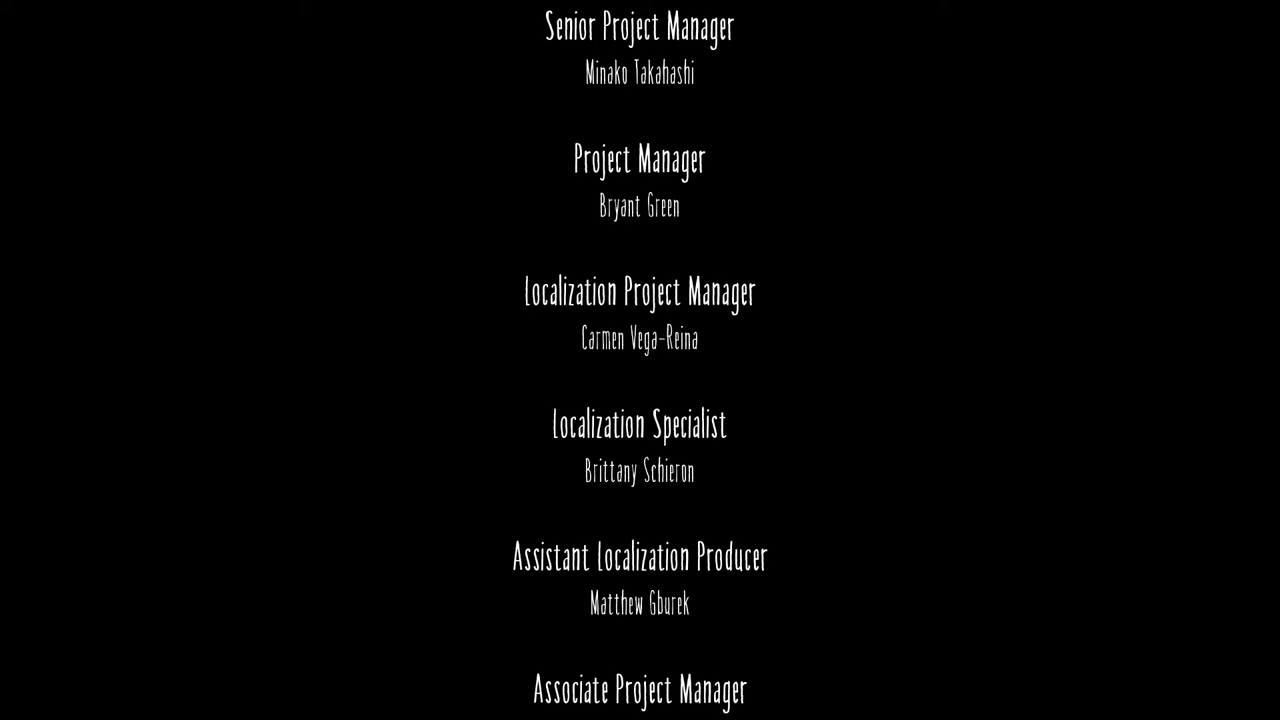 Senior Project Manager
Minako Takahashi
Project Manager
Bryant Green
Localization Project Manager
Carmen Vega-Reina
Localization Specialist
Brittany Schieron
Assistant Localization Producer
Matthew Gburek
Associate Project Manager